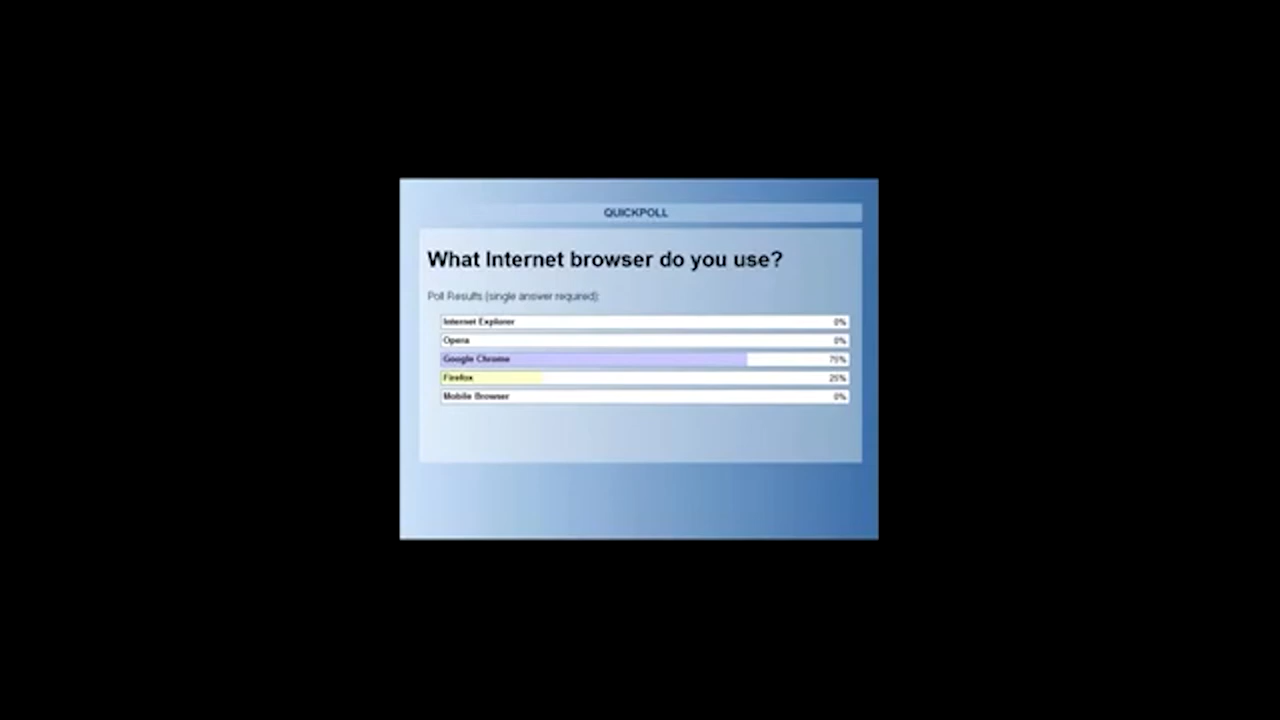 QUICKPOLL
What Internet browser do you use?
Poll Results (single answer required):
Internet Explorer 0%
Opera 0%
Google Chrome 75%
Firefox 25%
Mobile Browser 0%